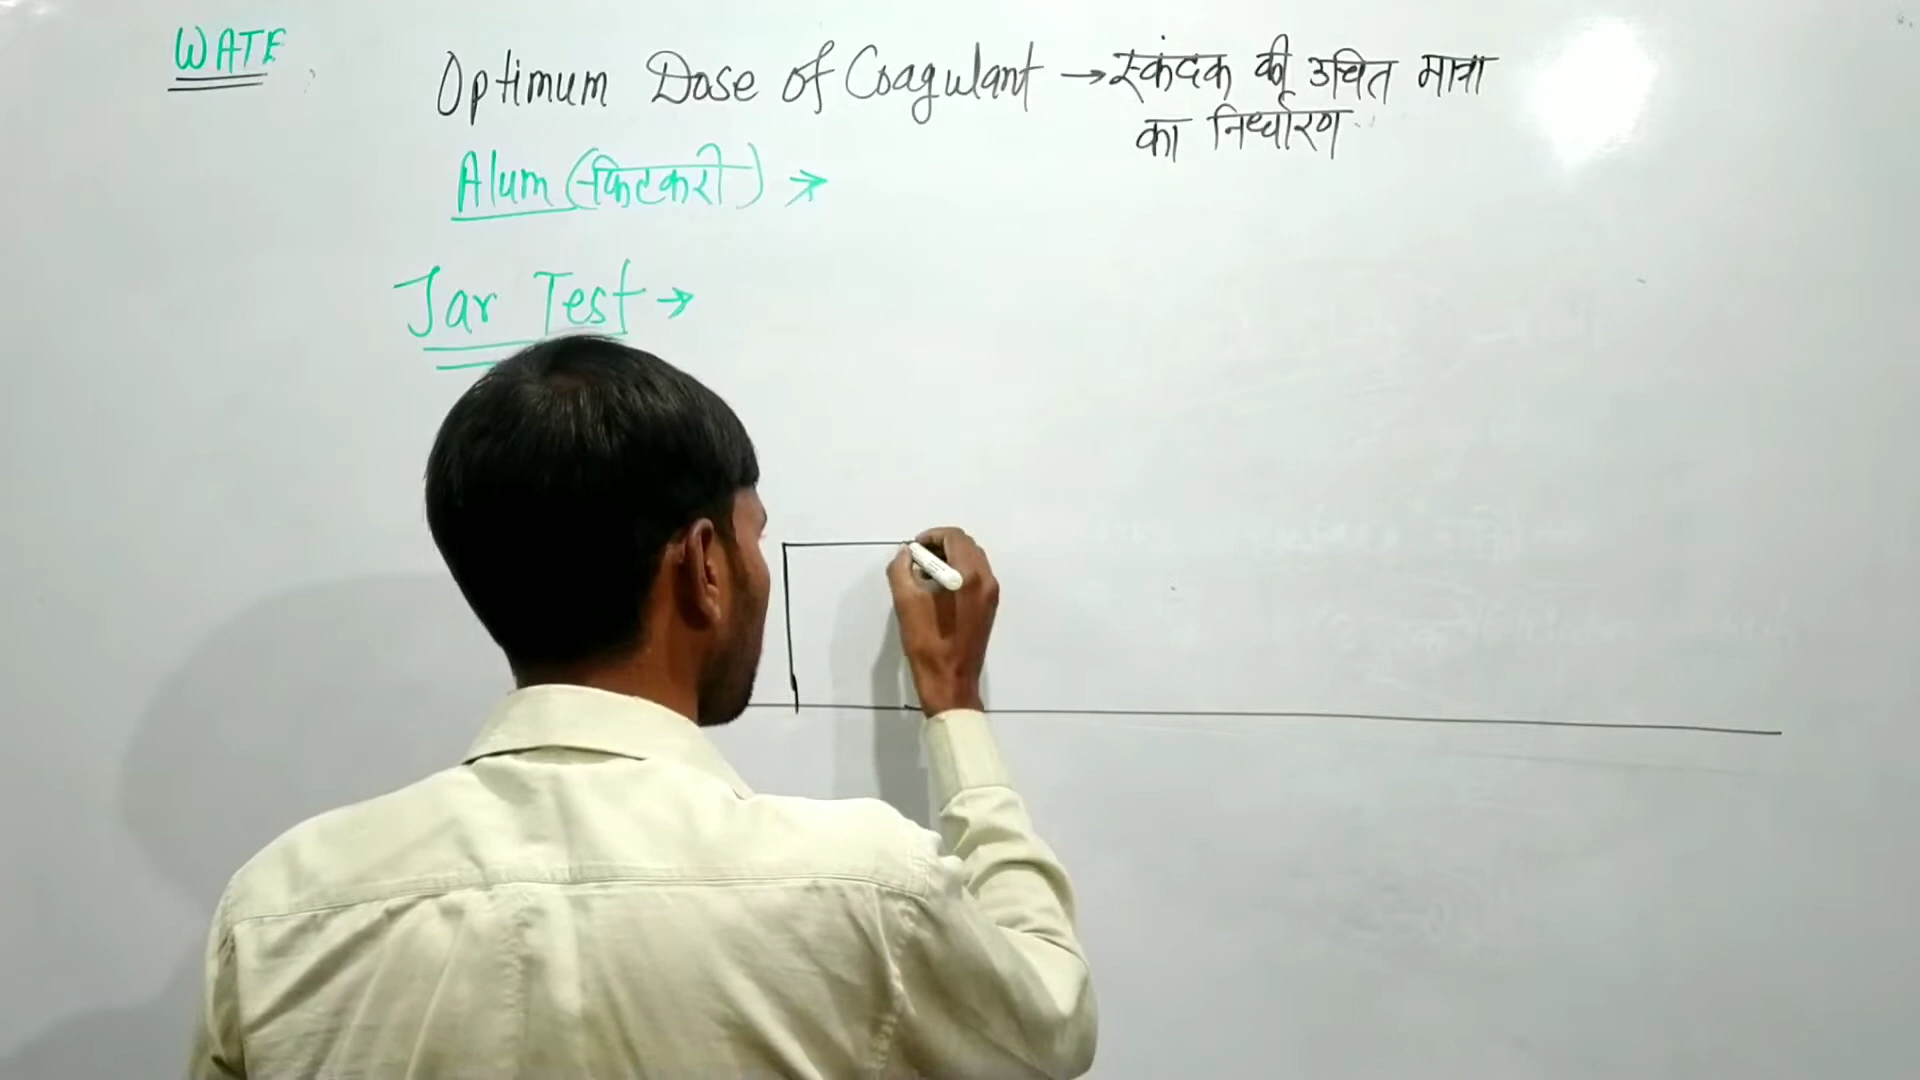 WATE
Optimum Dose of Coagulant → स्कंदक की उचित मात्रा
का निर्धारण
Alum (फिटकरी) →
Jar Test →